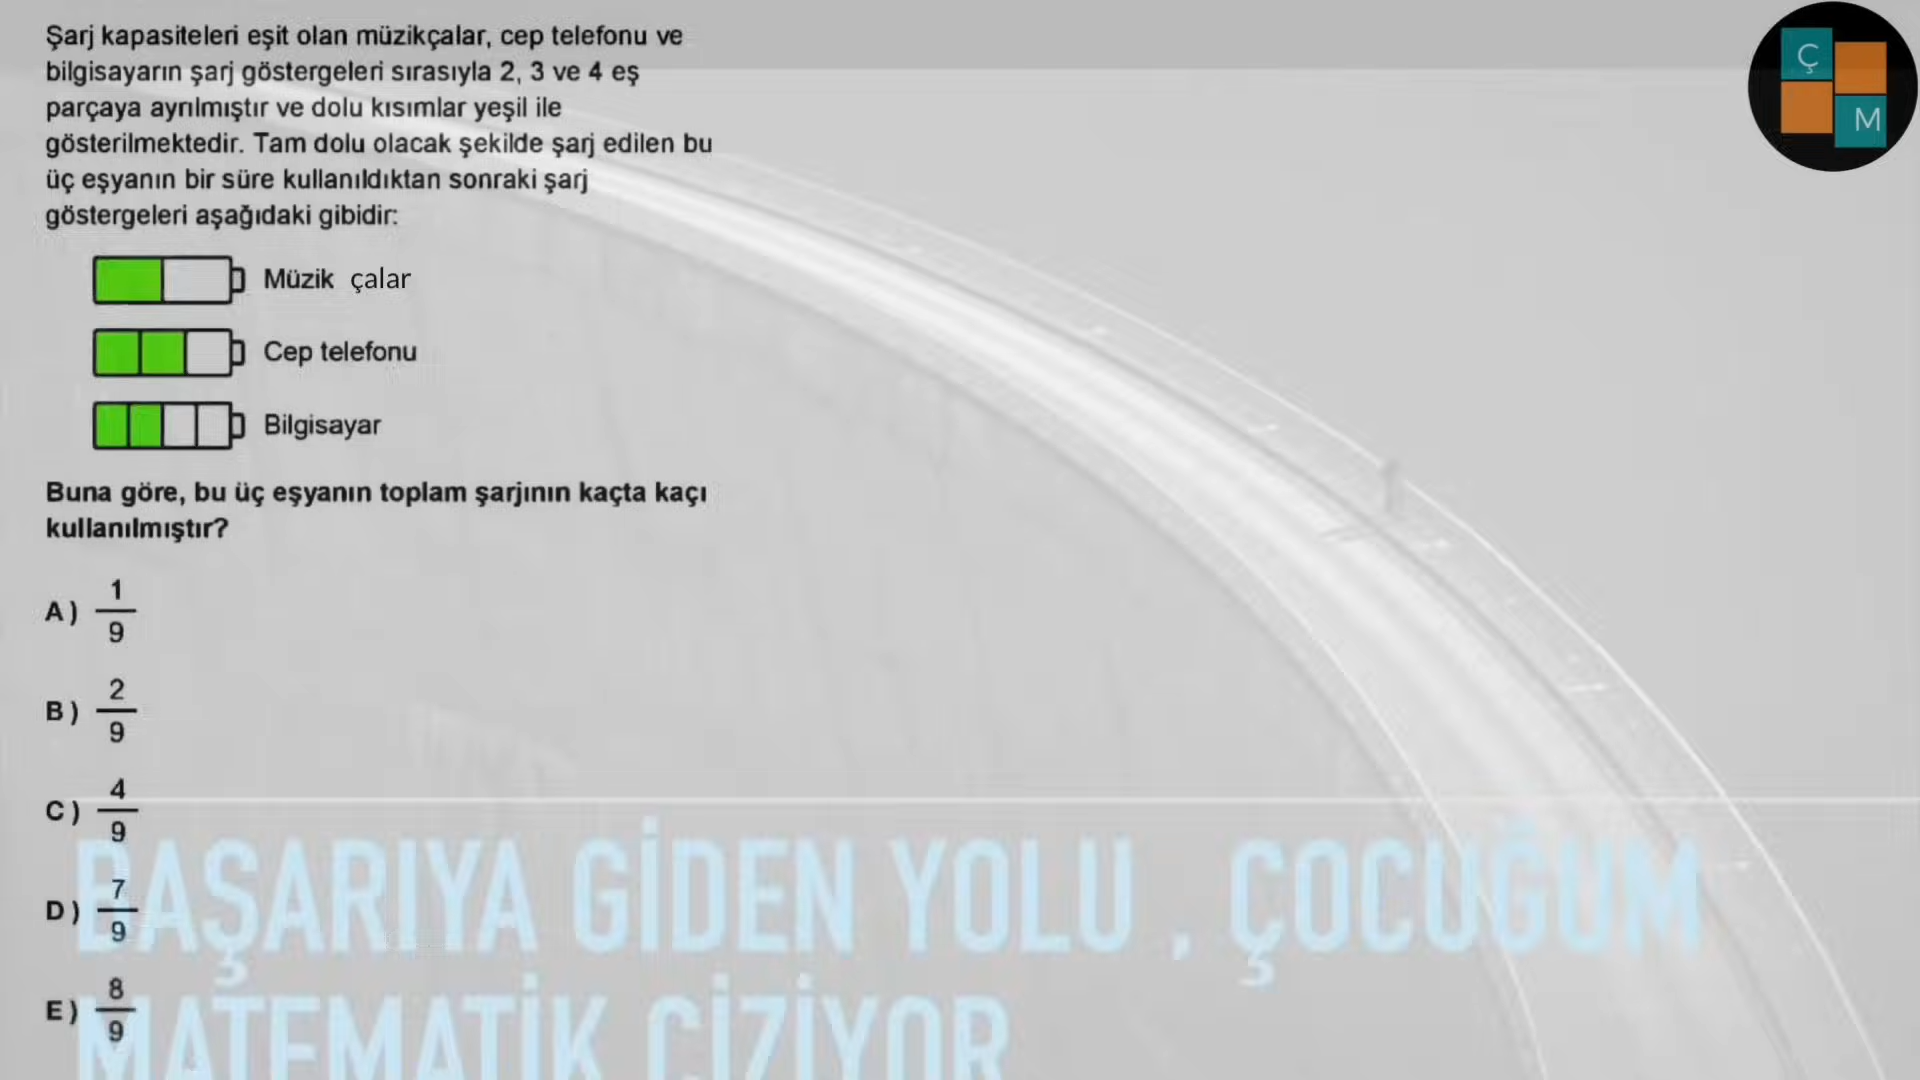 Şarj kapasiteleri eşit olan müzikçalar, cep telefonu ve
bilgisayarın şarj göstergeleri sırasıyla 2, 3 ve 4 eş
parçaya ayrılmıştır ve dolu kısımlar yeşil ile
gösterilmektedir. Tam dolu olacak şekilde şarj edilen bu
üç eşyanın bir süre kullanıldıktan sonraki şarj
göstergeleri aşağıdaki gibidir:
Müzik çalar
Cep telefonu
Bilgisayar
Buna göre, bu üç eşyanın toplam şarjının kaçta kaçı
kullanılmıştır?
A) 1/9
B) 2/9
C) 4/9
D) 7/9
E) 8/9
BAŞARIYA GİDEN YOLU , ÇOCUĞUM
MATEMATİK ÇİZİYOR
Ç
M